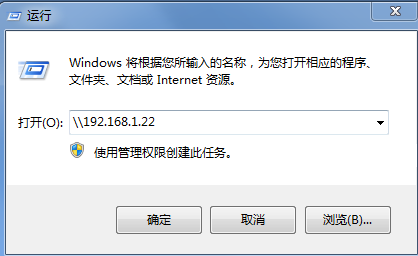 运行
Windows 将根据您所输入的名称，为您打开相应的程序、
文件夹、文档或 Internet 资源。
打开(O): \\192.168.1.22
使用管理权限创建此任务。
确定 取消 浏览(B)...